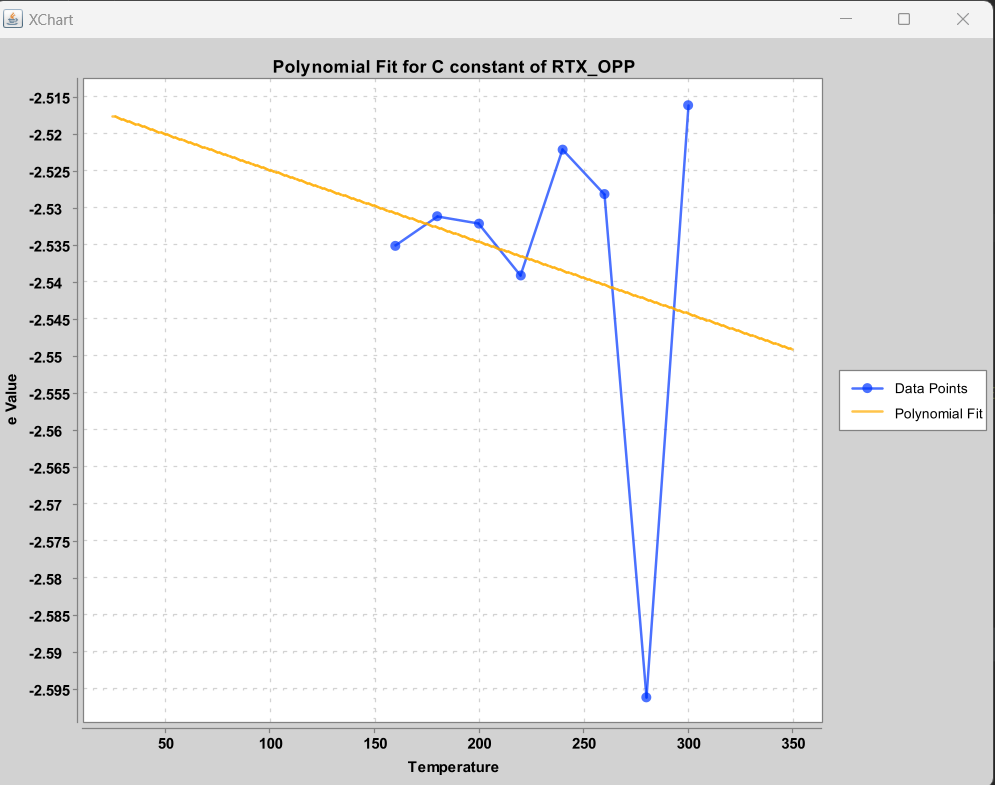 XChart
Polynomial Fit for C constant of RTX_OPP
-2.515
-2.52
-2.525
-2.53
-2.535
-2.54
-2.545
-2.55
-2.555
-2.56
-2.565
-2.57
-2.575
-2.58
-2.585
-2.59
-2.595
e Value
50 100 150 200 250 300 350
Temperature
Data Points
Polynomial Fit